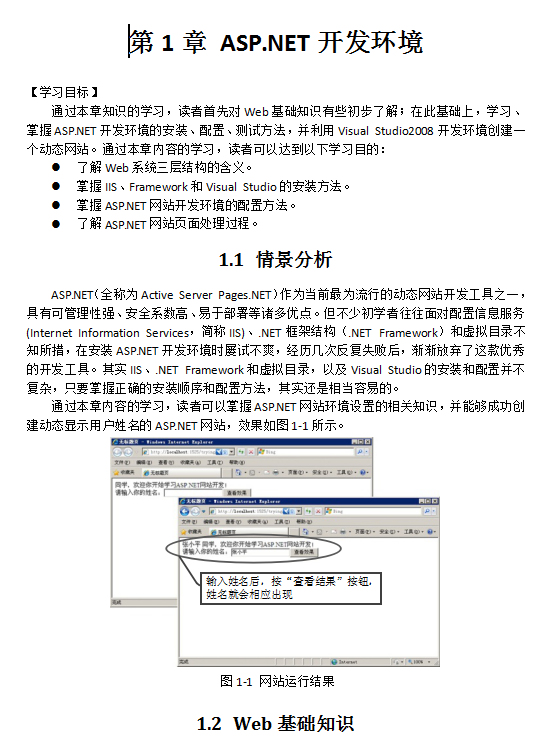 第 1 章 ASP.NET 开发环境
【学习目标】
通过本章知识的学习，读者首先对 Web 基础知识有些初步了解；在此基础上，学习、
掌握 ASP.NET 开发环境的安装、配置、测试方法，并利用 Visual Studio2008 开发环境创建一
个动态网站。通过本章内容的学习，读者可以达到以下学习目的：
● 了解 Web 系统三层结构的含义。
● 掌握 IIS、Framework 和 Visual Studio 的安装方法。
● 掌握 ASP.NET 网站开发环境的配置方法。
● 了解 ASP.NET 网站页面处理过程。
1.1 情景分析
ASP.NET（全称为 Active Server Pages.NET）作为当前最为流行的动态网站开发工具之一，
具有可管理性强、安全系数高、易于部署等诸多优点。但不少初学者往往面对配置信息服务
(Internet Information Services，简称 IIS)、.NET 框架结构（.NET Framework）和虚拟目录不
知所措，在安装 ASP.NET 开发环境时屡试不爽，经历几次反复失败后，渐渐放弃了这款优秀
的开发工具。其实 IIS、.NET Framework 和虚拟目录，以及 Visual Studio 的安装和配置并不
复杂，只要掌握正确的安装顺序和配置方法，其实还是相当容易的。
通过本章内容的学习，读者可以掌握 ASP.NET 网站环境设置的相关知识，并能够成功创
建动态显示用户姓名的 ASP.NET 网站，效果如图 1-1 所示。
无标题页 - Windows Internet Explorer
Bing
文件(F) 编辑(E) 查看(V) 收藏夹(A) 工具(T) 帮助(H)
收藏夹 无标题页 页面(P) 安全(S) 工具(O)
同学，欢迎你开始学习ASP.NET网站开发！
请输入你的姓名： 查看效果
完成
无标题页 - Windows Internet Explorer
Bing
文件(F) 编辑(E) 查看(V) 收藏夹(A) 工具(T) 帮助(H)
收藏夹 无标题页 页面(P) 安全(S) 工具(O)
张小平 同学，欢迎你开始学习ASP.NET网站开发！
请输入你的姓名： 张小平 查看效果
输入姓名后，按“查看结果”按钮，
姓名就会相应出现
完成 Internet 100%
图 1-1 网站运行结果
1.2 Web 基础知识